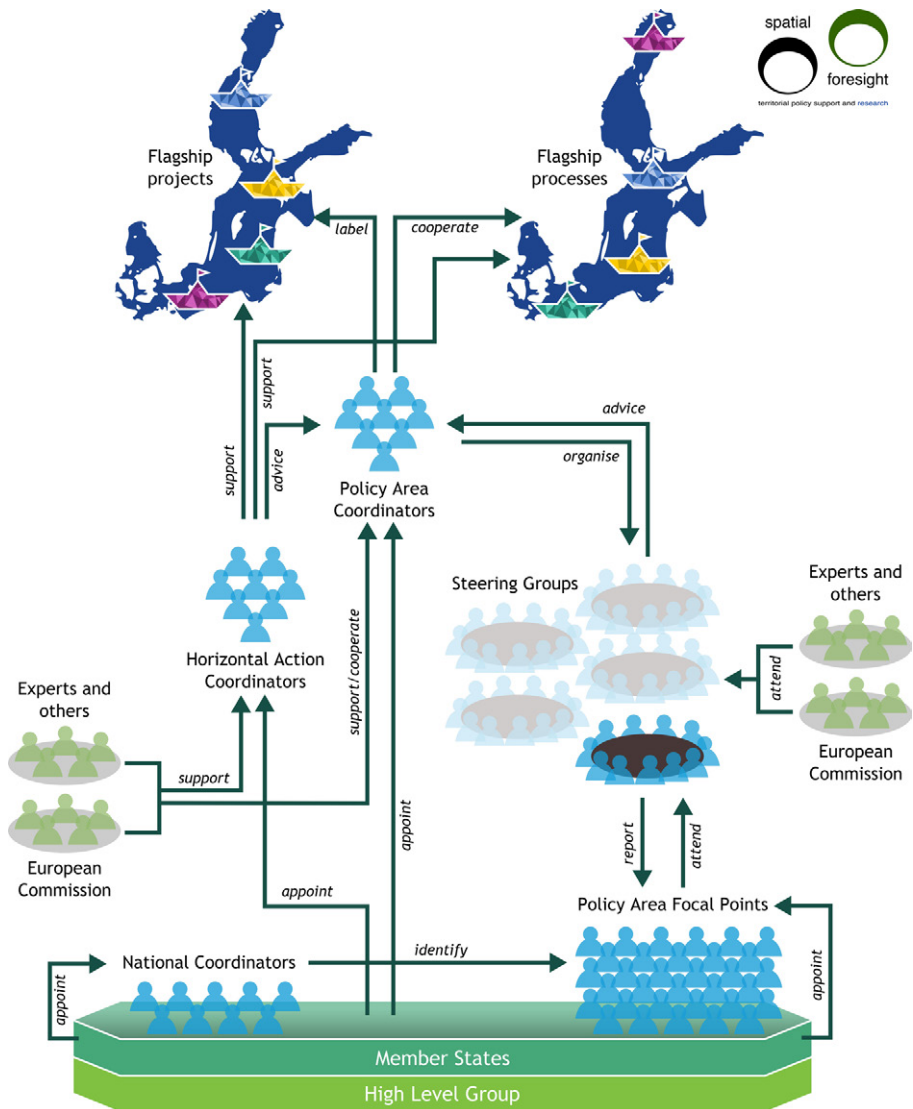 spatial
foresight
territorial policy support and research
Flagship
projects
Flagship
processes
label
cooperate
support
support
advice
advice
organise
Policy Area
Coordinators
Steering Groups
Experts and
others
attend
European
Commission
Horizontal Action
Coordinators
support/cooperate
Experts and
others
support
European
Commission
appoint
appoint
report
attend
Policy Area Focal Points
National Coordinators
identify
appoint
appoint
Member States
High Level Group